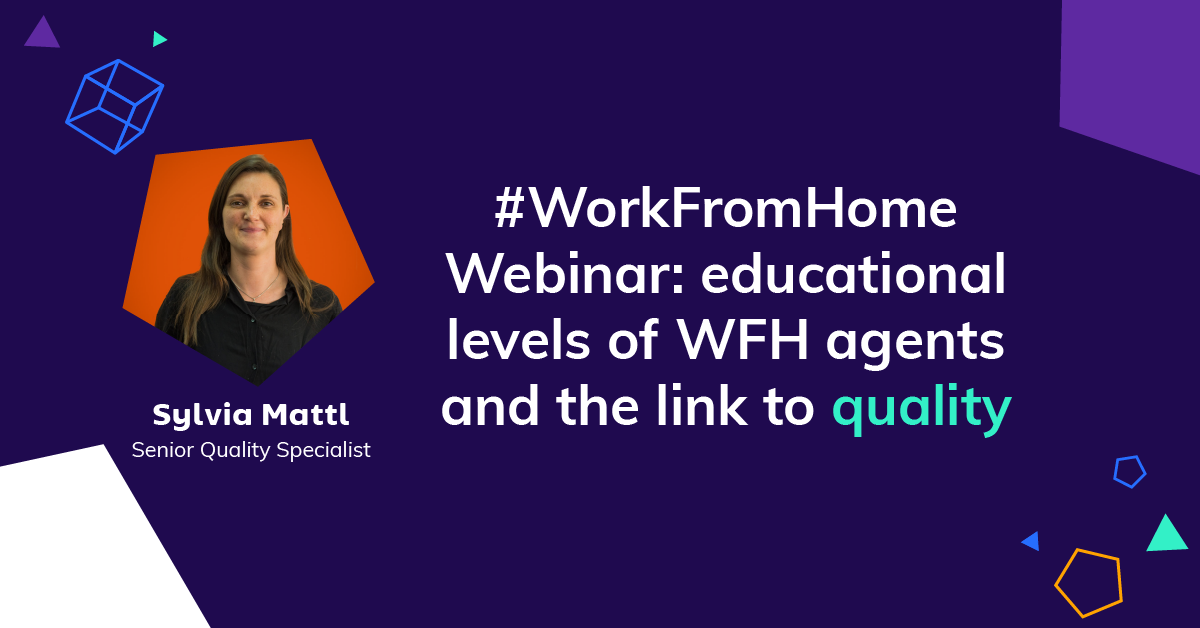 #WorkFromHome
Webinar: educational
levels of WFH agents
and the link to quality
Sylvia Mattl
Senior Quality Specialist